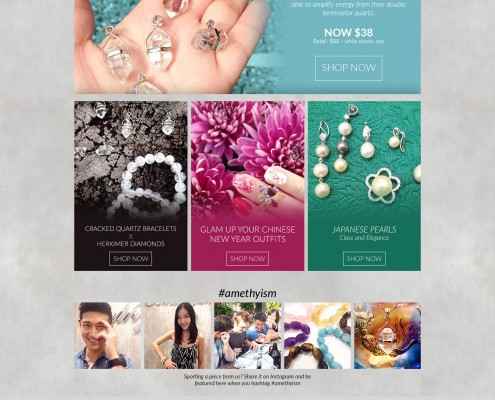 able to amplify energy from their double
terminator quartz.
NOW $38
Retail: $88 - while stocks last
SHOP NOW
CRACKED QUARTZ BRACELETS
X
HERKIMER DIAMONDS
SHOP NOW
GLAM UP YOUR CHINESE
NEW YEAR OUTFITS
SHOP NOW
JAPANESE PEARLS
Class and Elegance
SHOP NOW
#amethyism
Sporting a piece from us? Share it on Instagram and be
featured here when you hashtag #amethyism